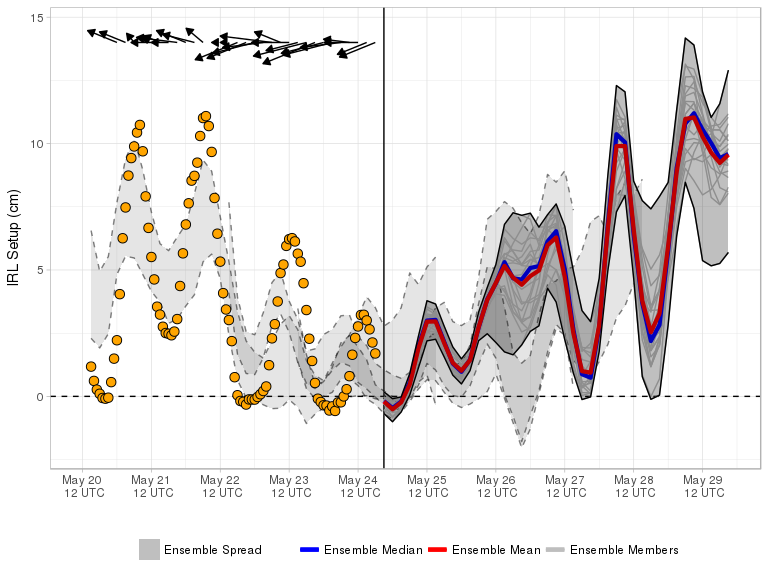 15
10
5
0
IRL Setup (cm)
May 20 May 21 May 22 May 23 May 24 May 25 May 26 May 27 May 28 May 29
12 UTC 12 UTC 12 UTC 12 UTC 12 UTC 12 UTC 12 UTC 12 UTC 12 UTC 12 UTC
Ensemble Spread Ensemble Median Ensemble Mean Ensemble Members